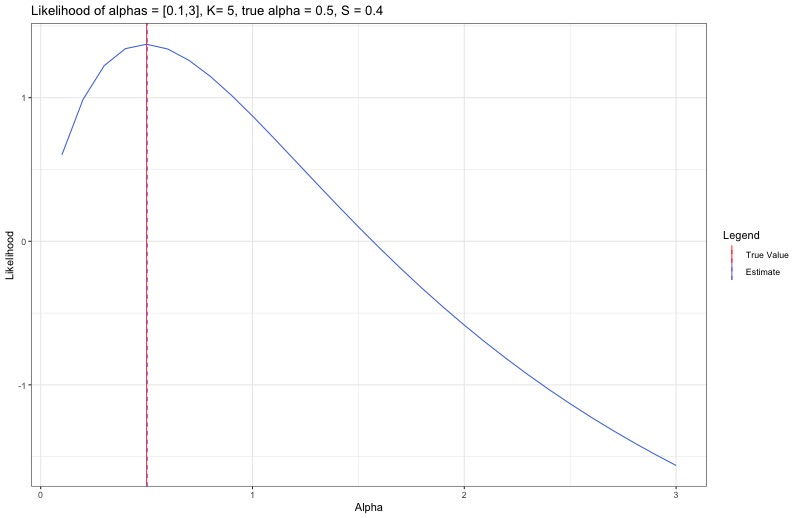 Likelihood of alphas = [0.1,3], K= 5, true alpha = 0.5, S = 0.4
1
0
-1
Likelihood
0
1
2
3
Alpha
Legend
True Value
Estimate